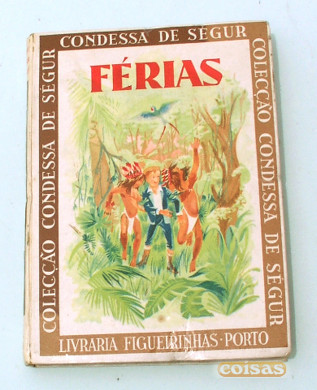 CONDESSA DE SÉGUR
FÉRIAS
COLECÇÃO CONDESSA DE SÉGUR
COLECÇÃO CONDESSA DE SÉGUR
LIVRARIA FIGUEIRINHAS - PORTO
coisas